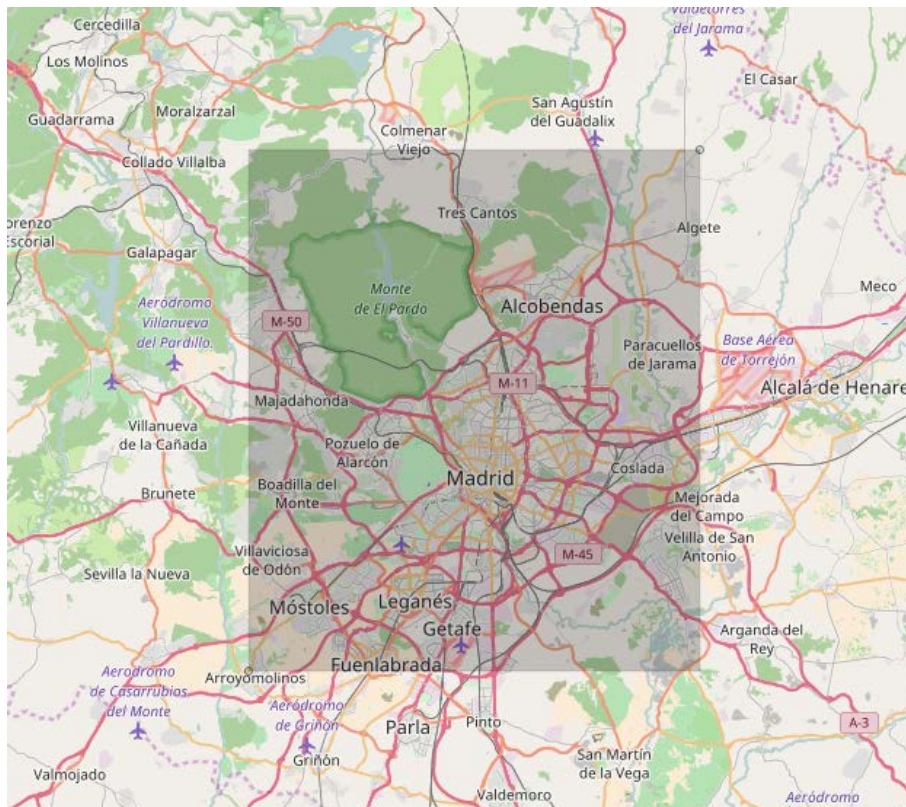 Valdetorres
del Jarama
Cercedilla
Los Molinos
El Casar
Guadarrama
Moralzarzal
San Agustín
del Guadalix
Colmenar
Viejo
Collado Villalba
Tres Cantos
Escorial
Galapagar
Algete
Meco
Monte
de El Pardo
Aerodromo
Villanueva
del Pardillo
Alcobendas
M-50
Paracuellos
de Jarama
Base Aérea
de Torrejón
M-11
Alcalá de Henare
Majadahonda
Villanueva
de la Cañada
Pozuelo de
Alarcón
Madrid
Coslada
Brunete
Boadilla del
Monte
Mejorada
del Campo
Velilla de San
Antonio
Villaviciosa
de Odón
M-45
Sevilla la Nueva
Móstoles
Leganés
Getafe
Arganda del
Rey
Fuenlabrada
Arroyomolinos
Aerodromo
de Casarrubios
del Monte
Aeródromo
de Griñón
Parla
Pinto
A-3
Griñón
San Martín
de la Vega
Valmojado
Valdemoro
Aeródromo